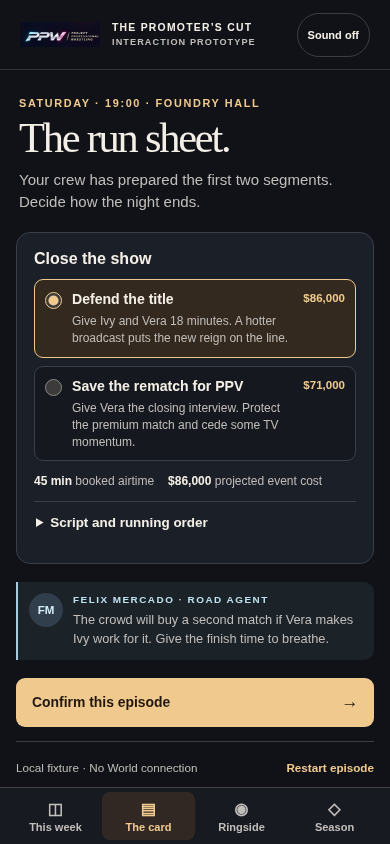 PPW PROJECT PROFESSIONAL WRESTLING
THE PROMOTER'S CUT
INTERACTION PROTOTYPE
Sound off
SATURDAY · 19:00 · FOUNDRY HALL
The run sheet.
Your crew has prepared the first two segments.
Decide how the night ends.
Close the show
Defend the title $86,000
Give Ivy and Vera 18 minutes. A hotter
broadcast puts the new reign on the line.
Save the rematch for PPV $71,000
Give Vera the closing interview. Protect
the premium match and cede some TV
momentum.
45 min booked airtime $86,000 projected event cost
Script and running order
FM
FELIX MERCADO · ROAD AGENT
The crowd will buy a second match if Vera makes
Ivy work for it. Give the finish time to breathe.
Confirm this episode →
Local fixture · No World connection Restart episode
This week The card Ringside Season